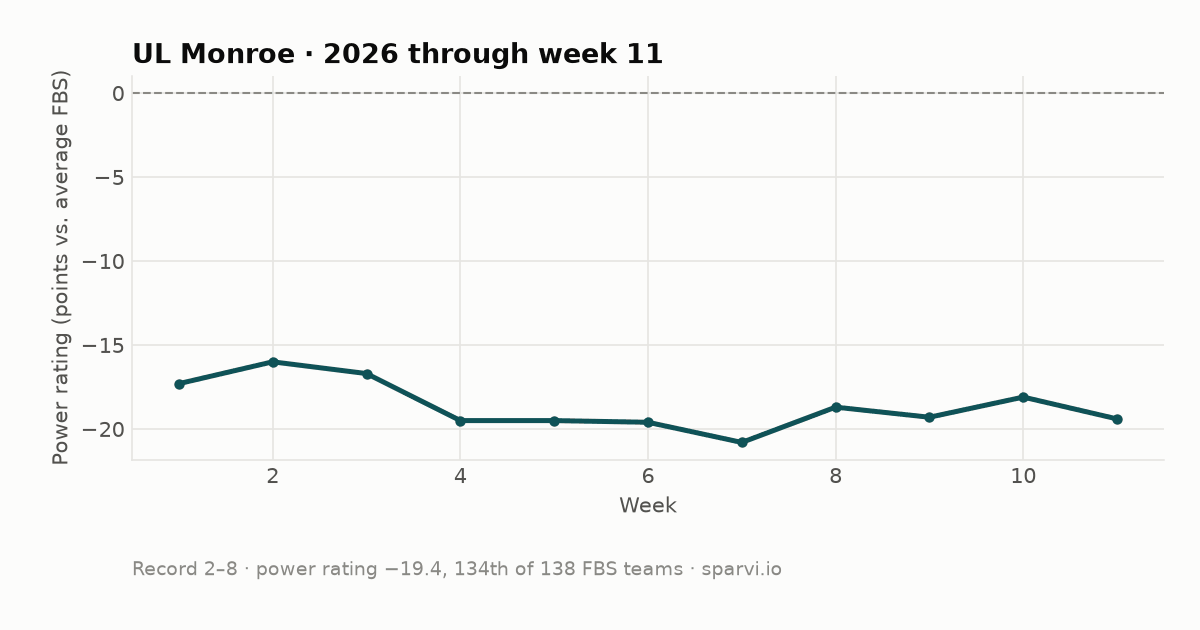 UL Monroe · 2026 through week 11
Power rating (points vs. average FBS)
0
−5
−10
−15
−20
2 4 6 8 10
Week
Record 2–8 · power rating −19.4, 134th of 138 FBS teams · sparvi.io